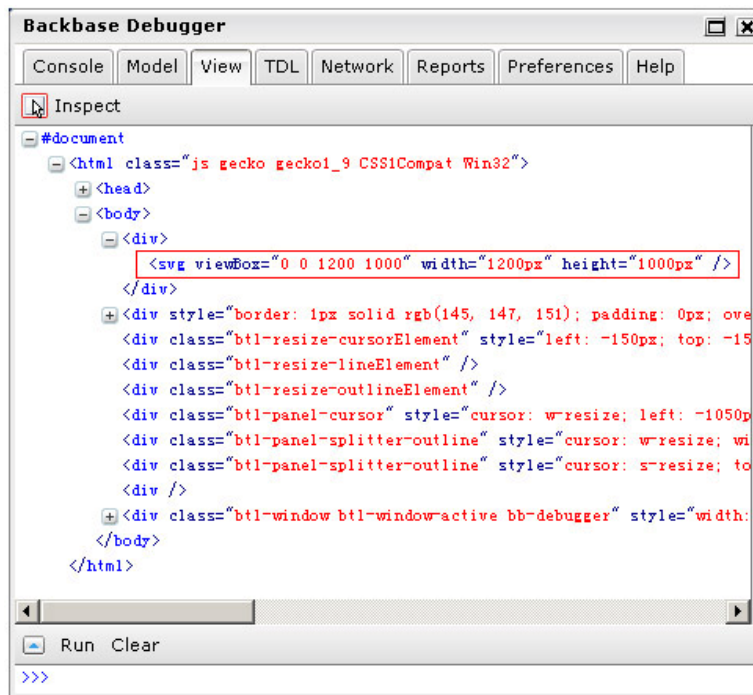 Backbase Debugger
Console Model View TDL Network Reports Preferences Help
Inspect
#document
<html class="js gecko gecko1_9 CSS1Compat Win32">
<head>
<body>
<div>
<svg viewBox="0 0 1200 1000" width="1200px" height="1000px" />
</div>
<div style="border: 1px solid rgb(145, 147, 151); padding: 0px; ove
<div class="btl-resize-cursorElement" style="left: -150px; top: -15
<div class="btl-resize-lineElement" />
<div class="btl-resize-outlineElement" />
<div class="btl-panel-cursor" style="cursor: w-resize; left: -1050p
<div class="btl-panel-splitter-outline" style="cursor: w-resize; wi
<div class="btl-panel-splitter-outline" style="cursor: s-resize; to
<div />
<div class="btl-window btl-window-active bb-debugger" style="width:
</body>
</html>
Run Clear
>>>